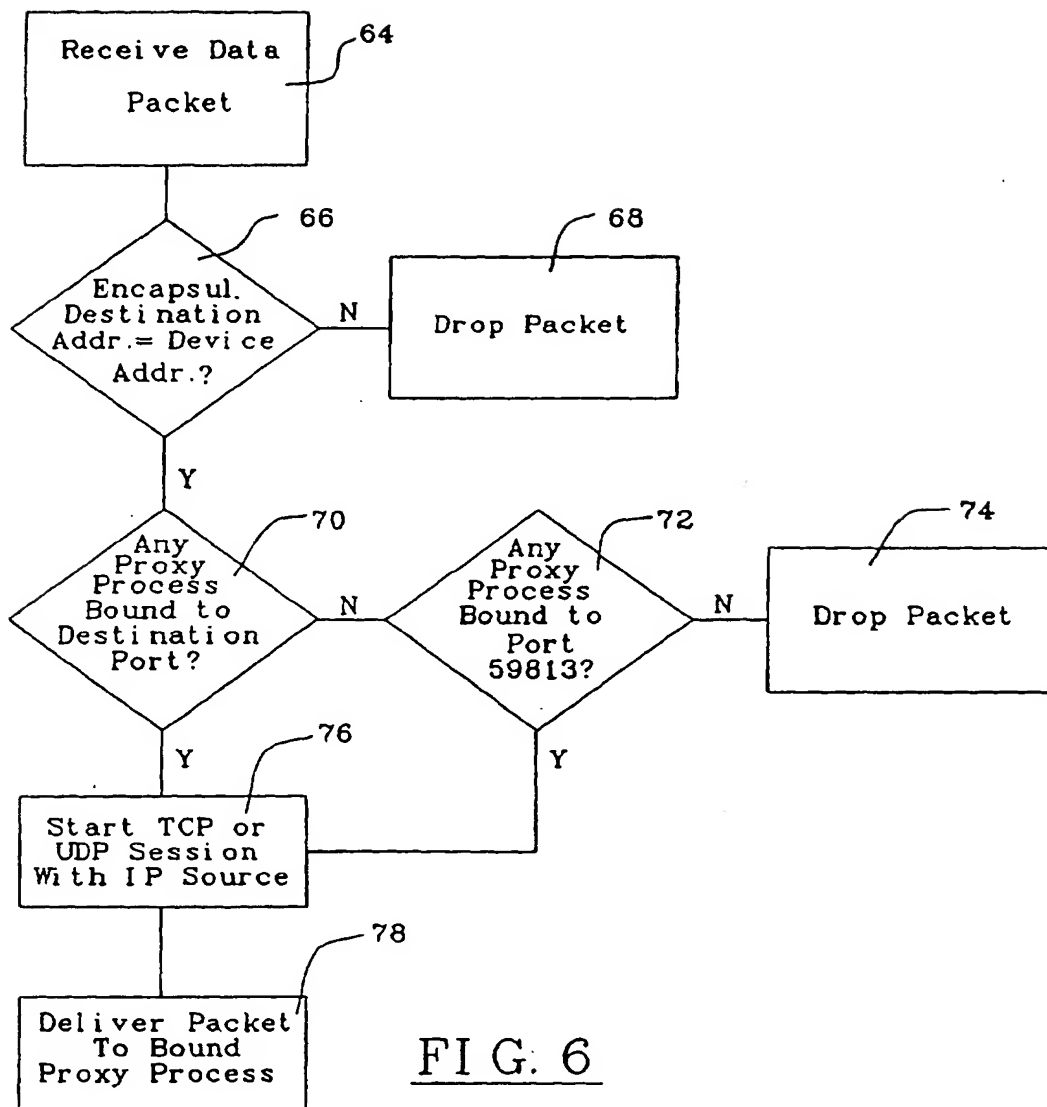 Receive Data
Packet
64
66
Encapsul.
Destination
Addr.= Device
Addr.?
N
68
Drop Packet
Y
70
Any
Proxy
Process
Bound to
Destination
Port?
N
72
Any
Proxy
Process
Bound to
Port
59813?
N
74
Drop Packet
Y
Y
76
Start TCP or
UDP Session
With IP Source
78
Deliver Packet
To Bound
Proxy Process
FIG. 6